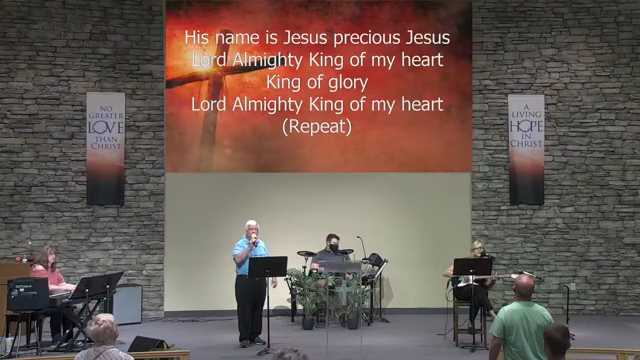 His name is Jesus precious Jesus
Lord Almighty King of my heart
King of glory
Lord Almighty King of my heart
(Repeat)
NO
GREATER
LOVE
THAN
CHRIST
A
LIVING
HOPE
IN
CHRIST